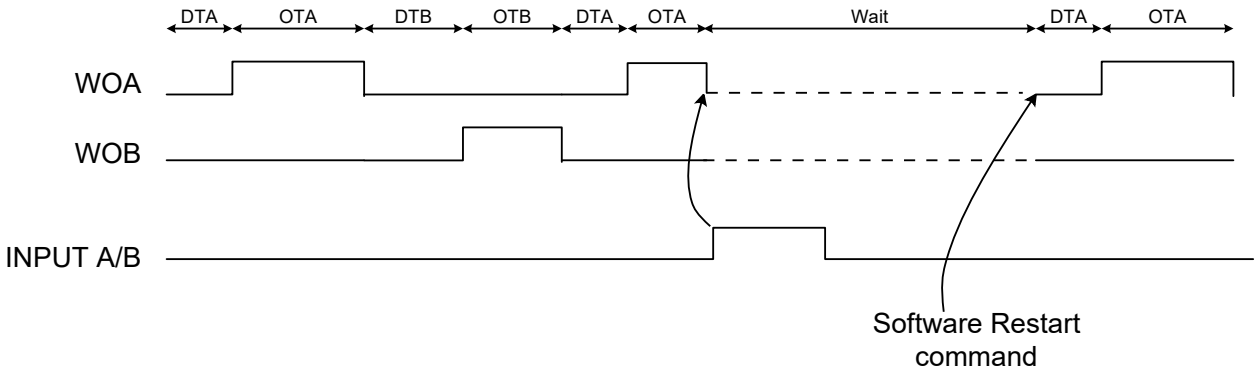 DTA OTA DTB OTB DTA OTA Wait DTA OTA
WOA
WOB
INPUT A/B
Software Restart
command